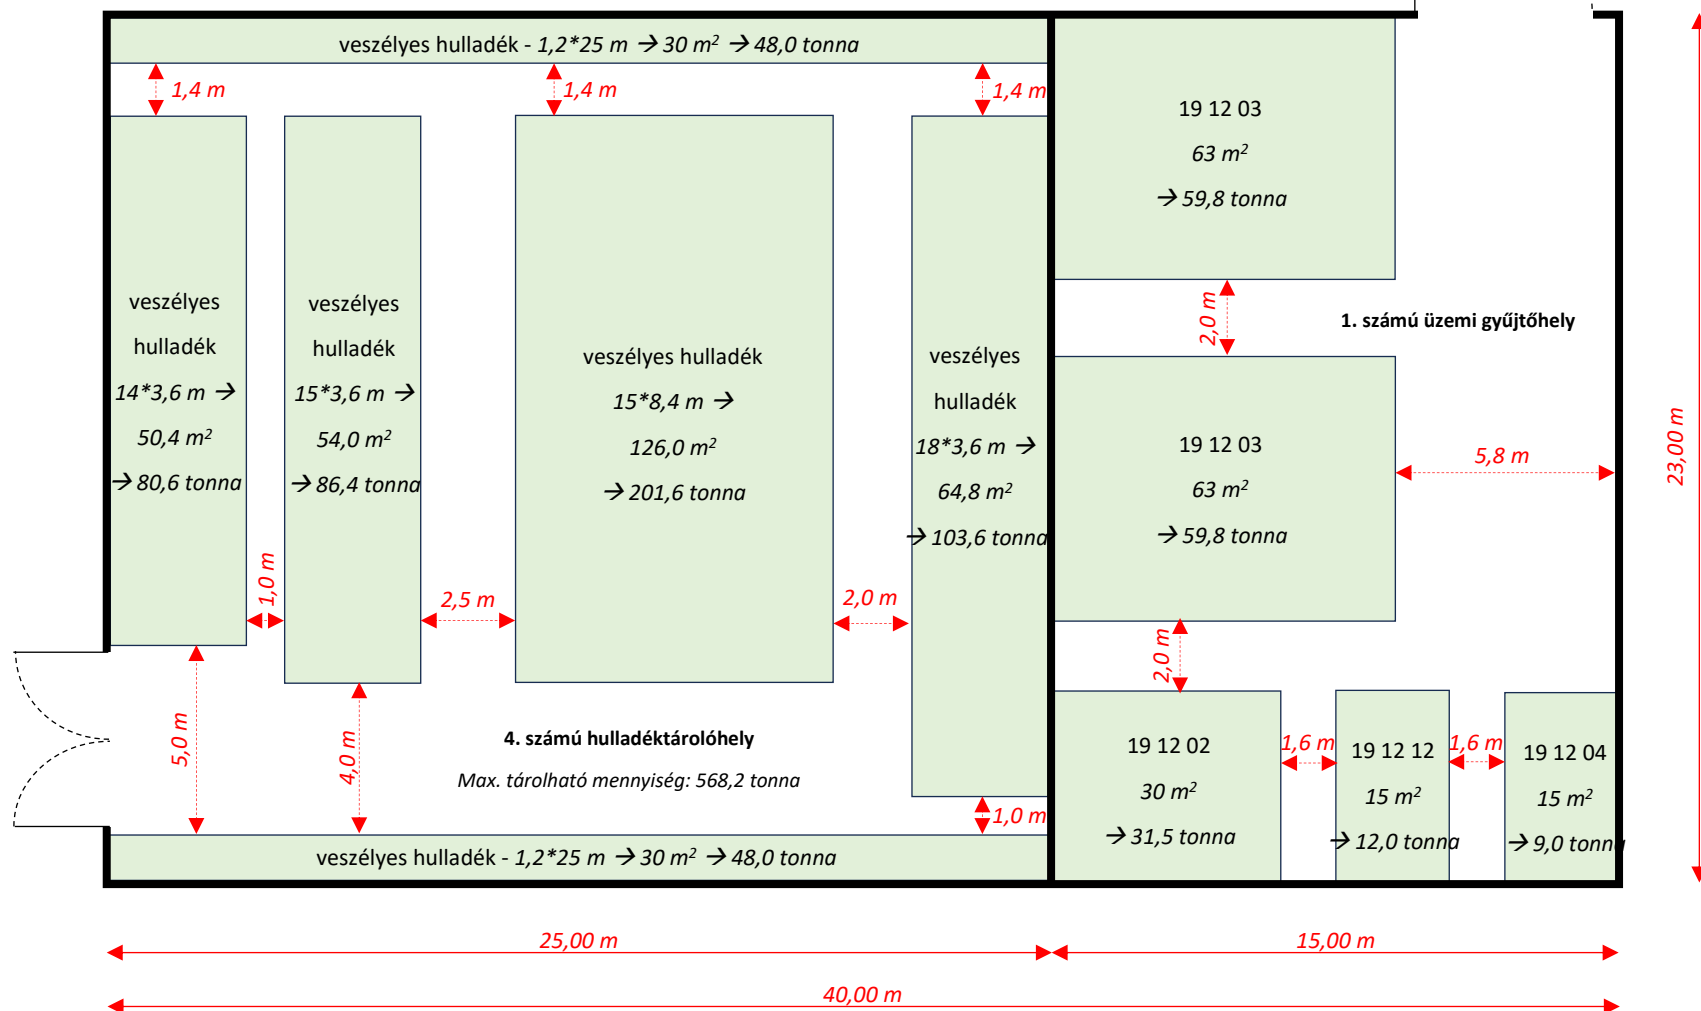 veszélyes hulladék - 1,2*25 m → 30 m² → 48,0 tonna
1,4 m
1,4 m
1,4 m
veszélyes
hulladék
14*3,6 m →
50,4 m²
→ 80,6 tonna
veszélyes
hulladék
15*3,6 m →
54,0 m²
→ 86,4 tonna
veszélyes hulladék
15*8,4 m →
126,0 m²
→ 201,6 tonna
veszélyes
hulladék
18*3,6 m →
64,8 m²
→ 103,6 tonna
1,0 m
2,5 m
2,0 m
5,0 m
4,0 m
1,0 m
4. számú hulladéktárolóhely
Max. tárolható mennyiség: 568,2 tonna
veszélyes hulladék - 1,2*25 m → 30 m² → 48,0 tonna
19 12 03
63 m²
→ 59,8 tonna
2,0 m
1. számú üzemi gyűjtőhely
19 12 03
63 m²
→ 59,8 tonna
5,8 m
23,00 m
2,0 m
19 12 02
30 m²
→ 31,5 tonna
1,6 m
19 12 12
15 m²
→ 12,0 tonna
1,6 m
19 12 04
15 m²
→ 9,0 tonna
25,00 m
15,00 m
40,00 m